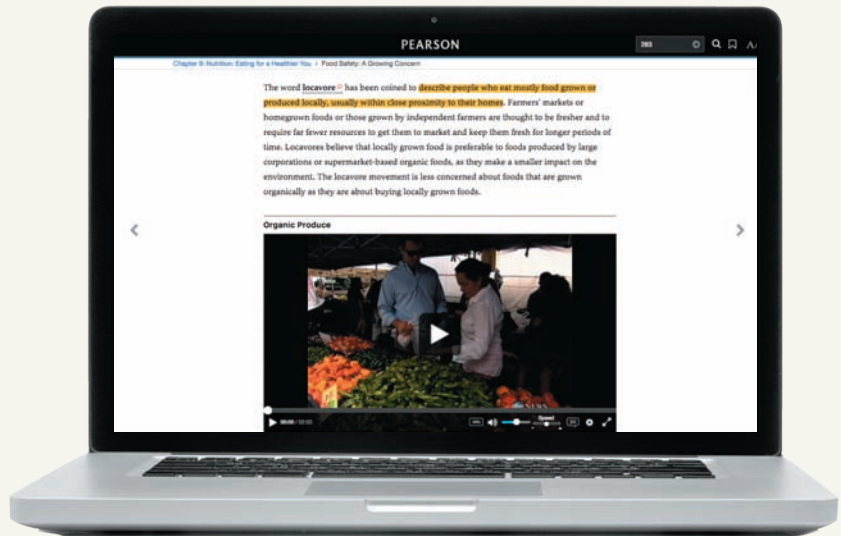 PEARSON
283
Chapter 9: Nutrition: Eating for a Healthier You > Food Safety: A Growing Concern
The word locavore has been coined to describe people who eat mostly food grown or
produced locally, usually within close proximity to their homes. Farmers' markets or
homegrown foods or those grown by independent farmers are thought to be fresher and to
require far fewer resources to get them to market and keep them fresh for longer periods of
time. Locavores believe that locally grown food is preferable to foods produced by large
corporations or supermarket-based organic foods, as they make a smaller impact on the
environment. The locavore movement is less concerned about foods that are grown
organically as they are about buying locally grown foods.
Organic Produce
Speed